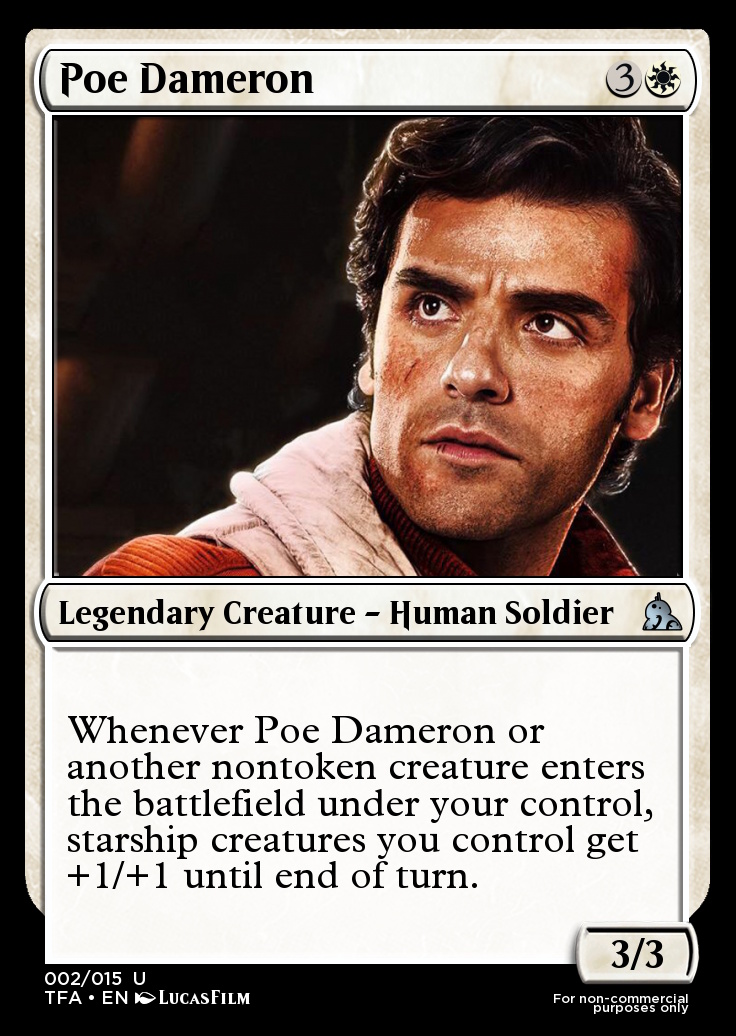 Poe Dameron 3
Legendary Creature – Human Soldier
Whenever Poe Dameron or
another nontoken creature enters
the battlefield under your control,
starship creatures you control get
+1/+1 until end of turn.
3/3
002/015 U
TFA • EN LUCASFILM
For non-commercial
purposes only